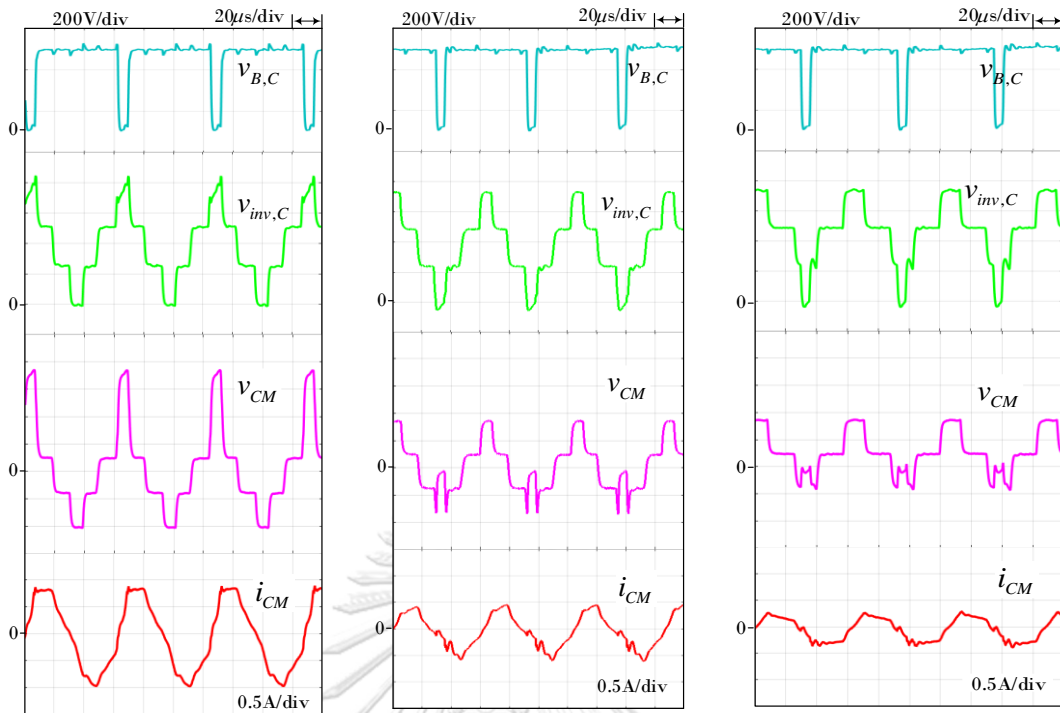 200V/div 20µs/div
v_{B,C}
0
v_{inv,C}
0
v_{CM}
0
i_{CM}
0
0.5A/div
200V/div 20µs/div
v_{B,C}
0
v_{inv,C}
0
v_{CM}
0
i_{CM}
0
0.5A/div
200V/div 20µs/div
v_{B,C}
0
v_{inv,C}
0
v_{CM}
0
i_{CM}
0
0.5A/div